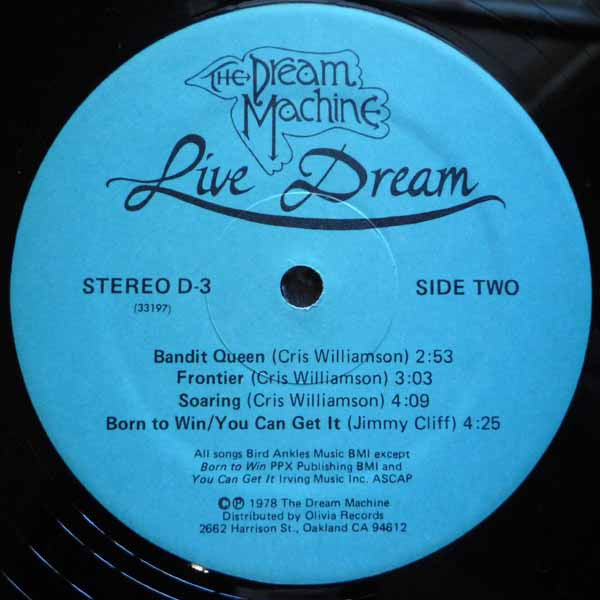 THE Dream
Machine
Live Dream
STEREO D-3 SIDE TWO
(33197)
Bandit Queen (Cris Williamson) 2:53
Frontier (Cris Williamson) 3:03
Soaring (Cris Williamson) 4:09
Born to Win/You Can Get It (Jimmy Cliff) 4:25
All songs Bird Ankles Music BMI except
Born to Win PPX Publishing BMI and
You Can Get It Irving Music Inc. ASCAP
©℗ 1978 The Dream Machine
Distributed by Olivia Records
2662 Harrison St., Oakland CA 94612